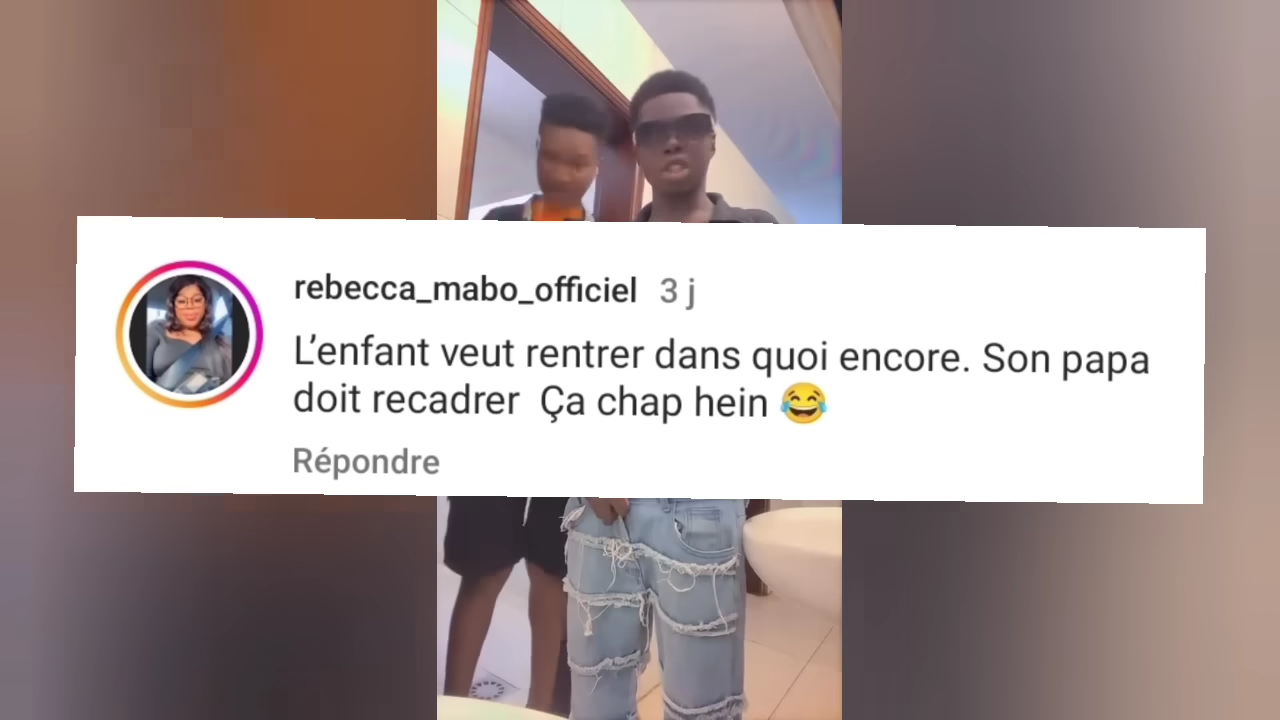 rebecca_mabo_officiel 3 j
L’enfant veut rentrer dans quoi encore. Son papa
doit recadrer  Ça chap hein 😂
Répondre